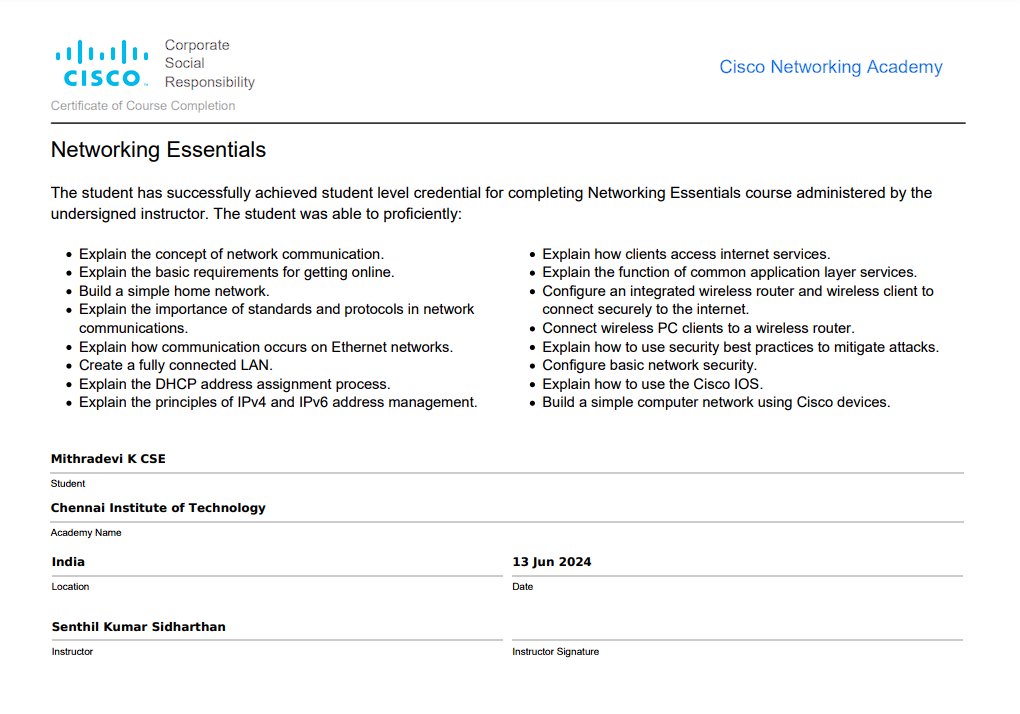 Corporate
Social
Responsibility
CISCO™
Cisco Networking Academy
Certificate of Course Completion
Networking Essentials
The student has successfully achieved student level credential for completing Networking Essentials course administered by the
undersigned instructor. The student was able to proficiently:
• Explain the concept of network communication.
• Explain the basic requirements for getting online.
• Build a simple home network.
• Explain the importance of standards and protocols in network
communications.
• Explain how communication occurs on Ethernet networks.
• Create a fully connected LAN.
• Explain the DHCP address assignment process.
• Explain the principles of IPv4 and IPv6 address management.
• Explain how clients access internet services.
• Explain the function of common application layer services.
• Configure an integrated wireless router and wireless client to
connect securely to the internet.
• Connect wireless PC clients to a wireless router.
• Explain how to use security best practices to mitigate attacks.
• Configure basic network security.
• Explain how to use the Cisco IOS.
• Build a simple computer network using Cisco devices.
Mithradevi K CSE
Student
Chennai Institute of Technology
Academy Name
India
Location
13 Jun 2024
Date
Senthil Kumar Sidharthan
Instructor
Instructor Signature